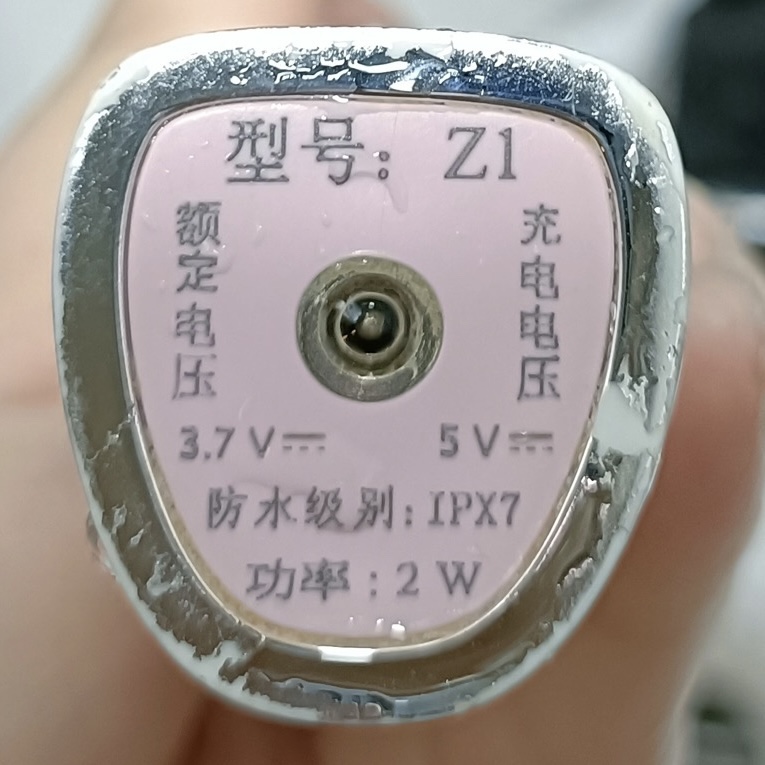 型号: Z1
额定电压
充电电压
3.7 V⎓
5 V⎓
防水级别: IPX7
功率: 2 W